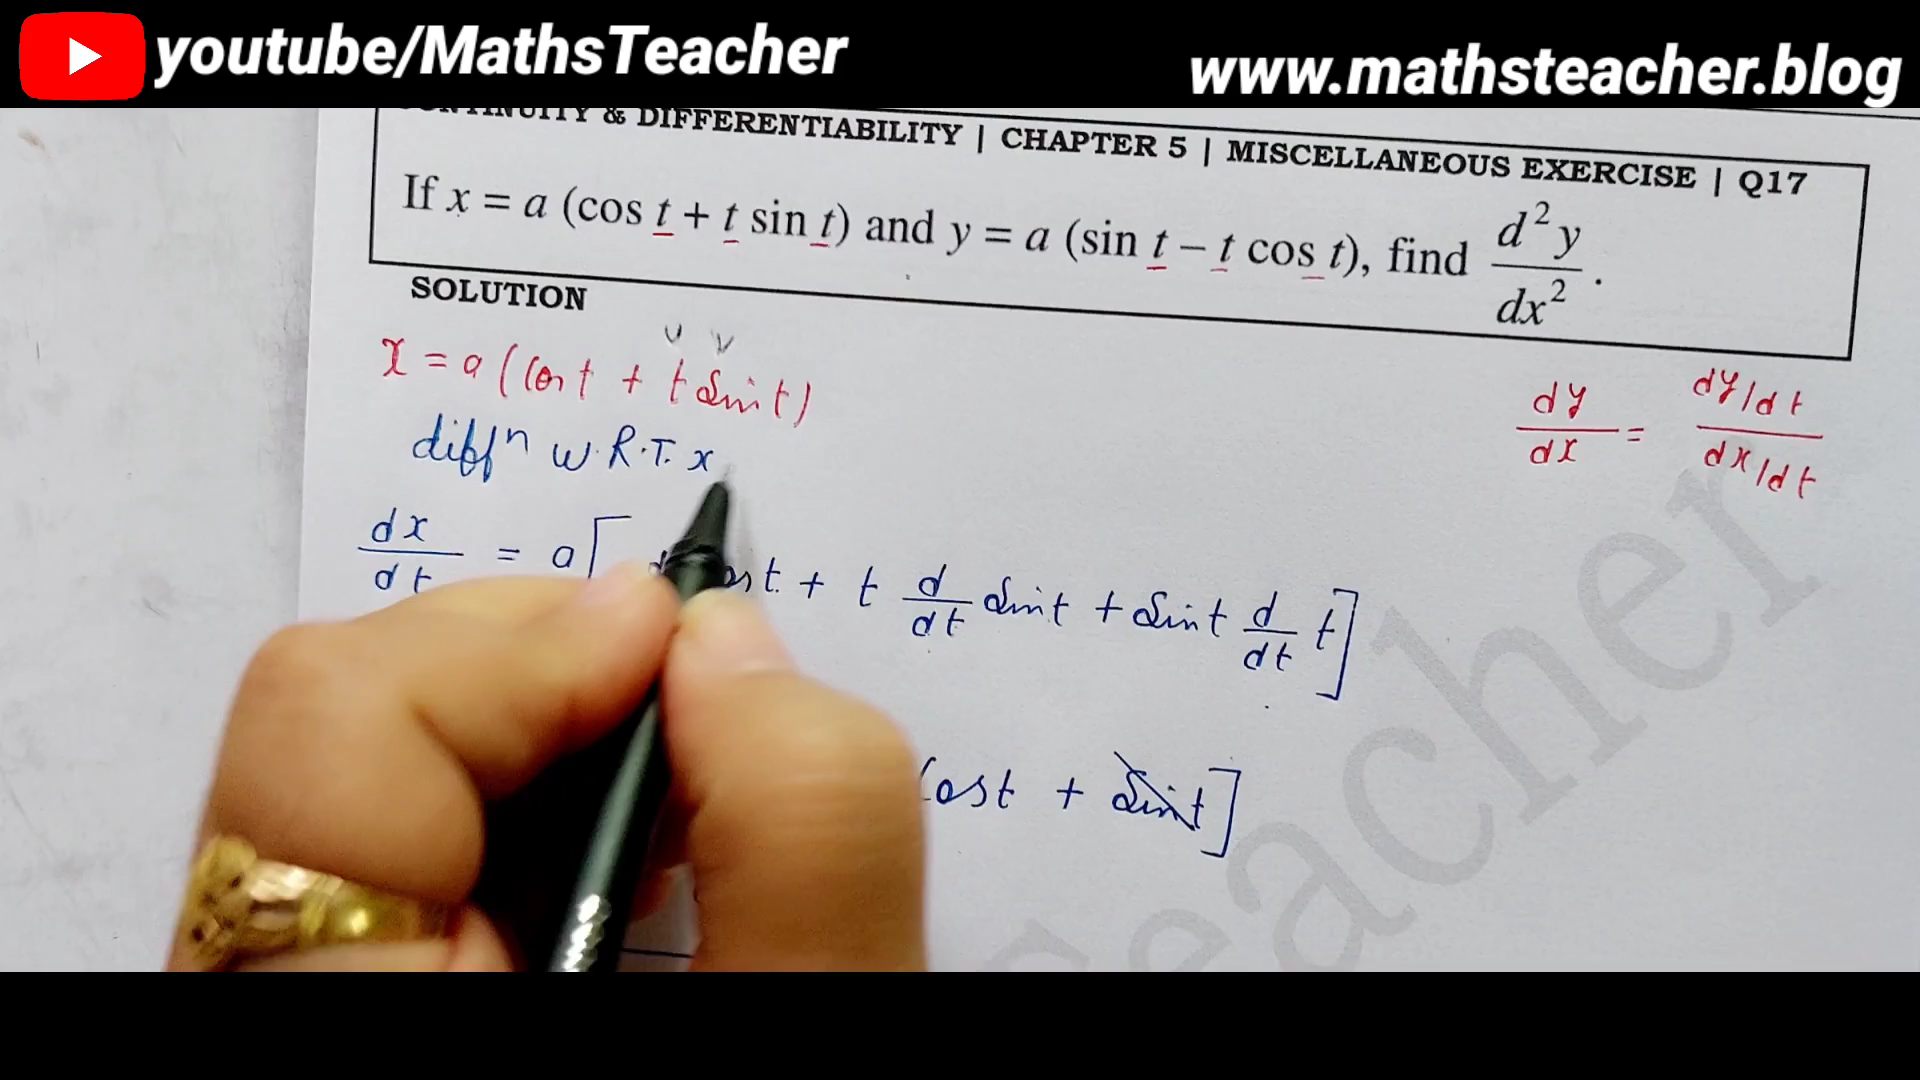 youtube/MathsTeacher
www.mathsteacher.blog
CONTINUITY & DIFFERENTIABILITY | CHAPTER 5 | MISCELLANEOUS EXERCISE | Q17
If x = a (cos t + t sin t) and y = a (sin t – t cos t), find d²y/dx².
SOLUTION
x = a (Cos t + t Sin t)
dy/dx = dy/dt / dx/dt
diffⁿ W.R.T. x
dx/dt = a[ t + t d/dt Sin t + Sin t d/dt t]
Cos t + Sin t]
eacher